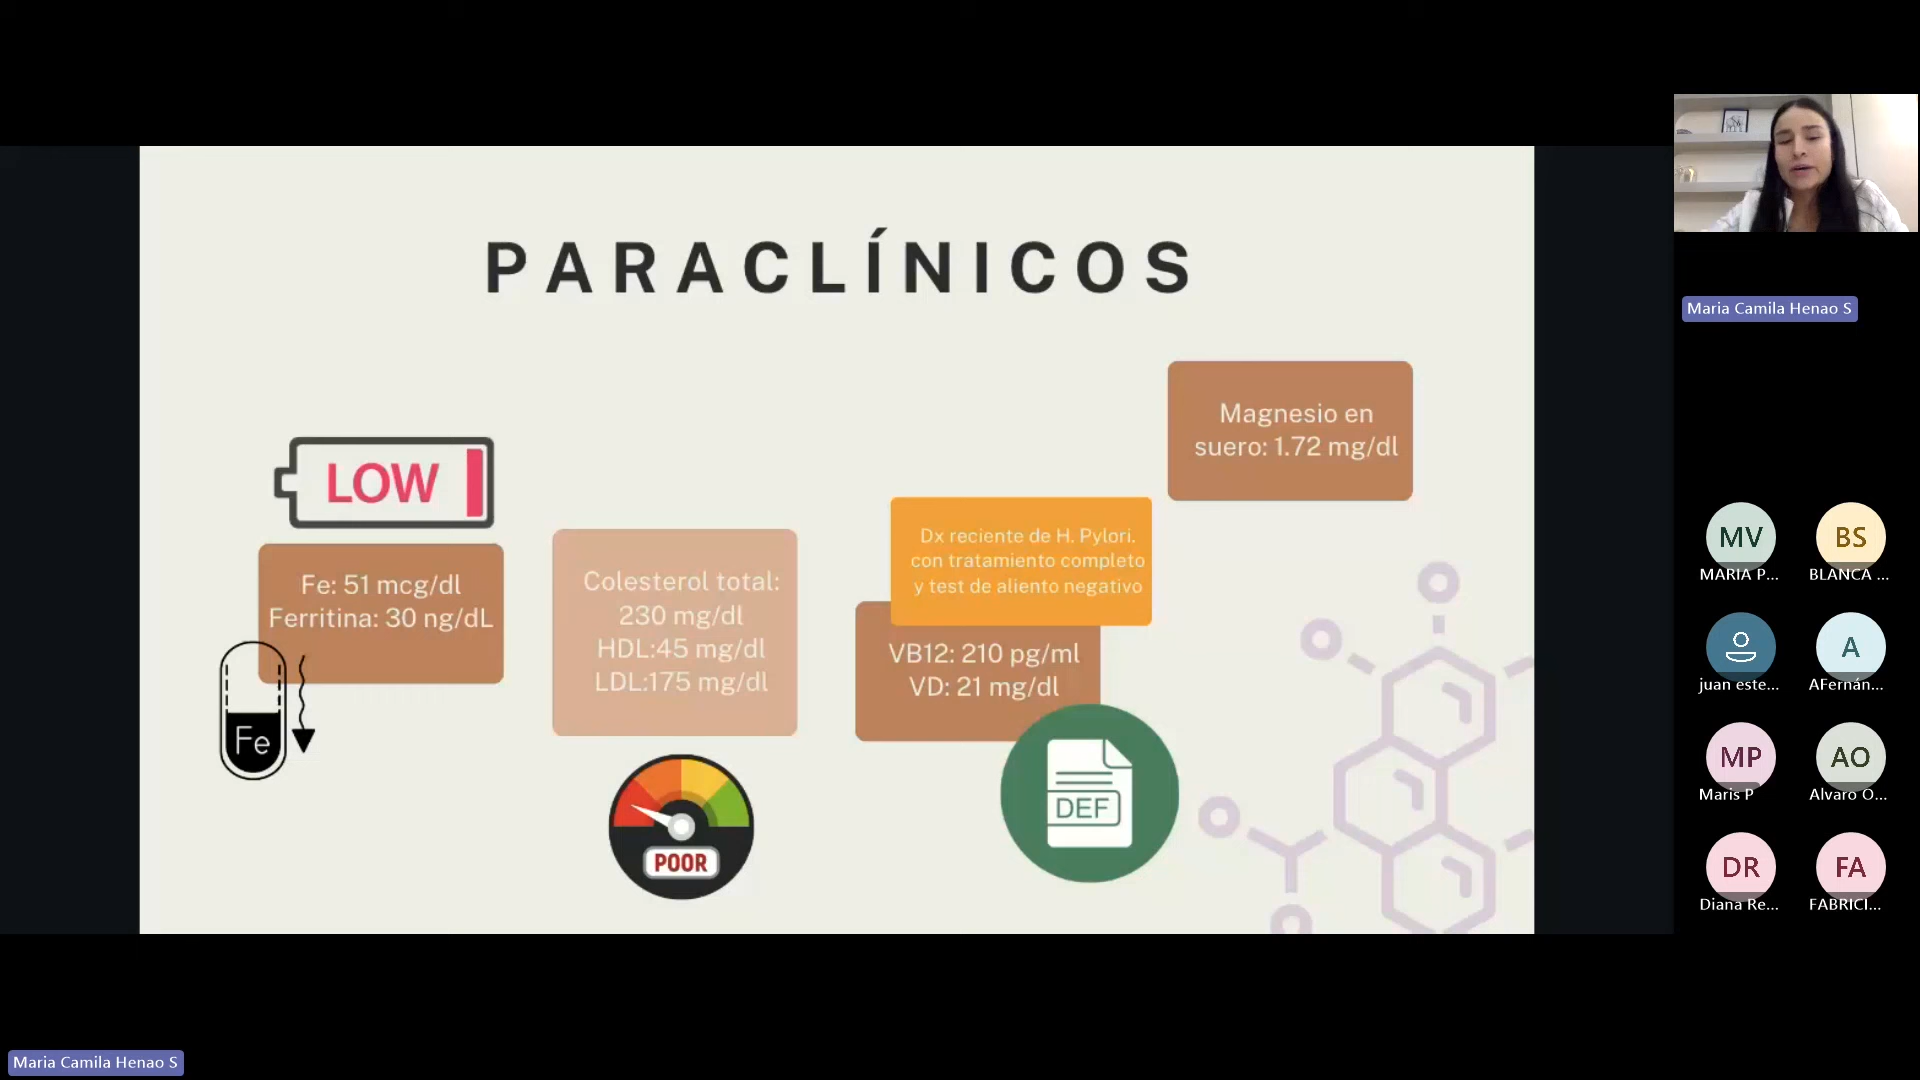 PARACLÍNICOS
LOW
Fe: 51 mcg/dl
Ferritina: 30 ng/dL
Fe
Colesterol total:
230 mg/dl
HDL:45 mg/dl
LDL:175 mg/dl
POOR
Dx reciente de H. Pylori.
con tratamiento completo
y test de aliento negativo
VB12: 210 pg/ml
VD: 21 mg/dl
DEF
Magnesio en
suero: 1.72 mg/dl
Maria Camila Henao S
MV
MARIA P...
BS
BLANCA ...
juan este...
A
AFernán...
MP
Maris P
AO
Alvaro O...
DR
Diana Re...
FA
FABRICI...
Maria Camila Henao S